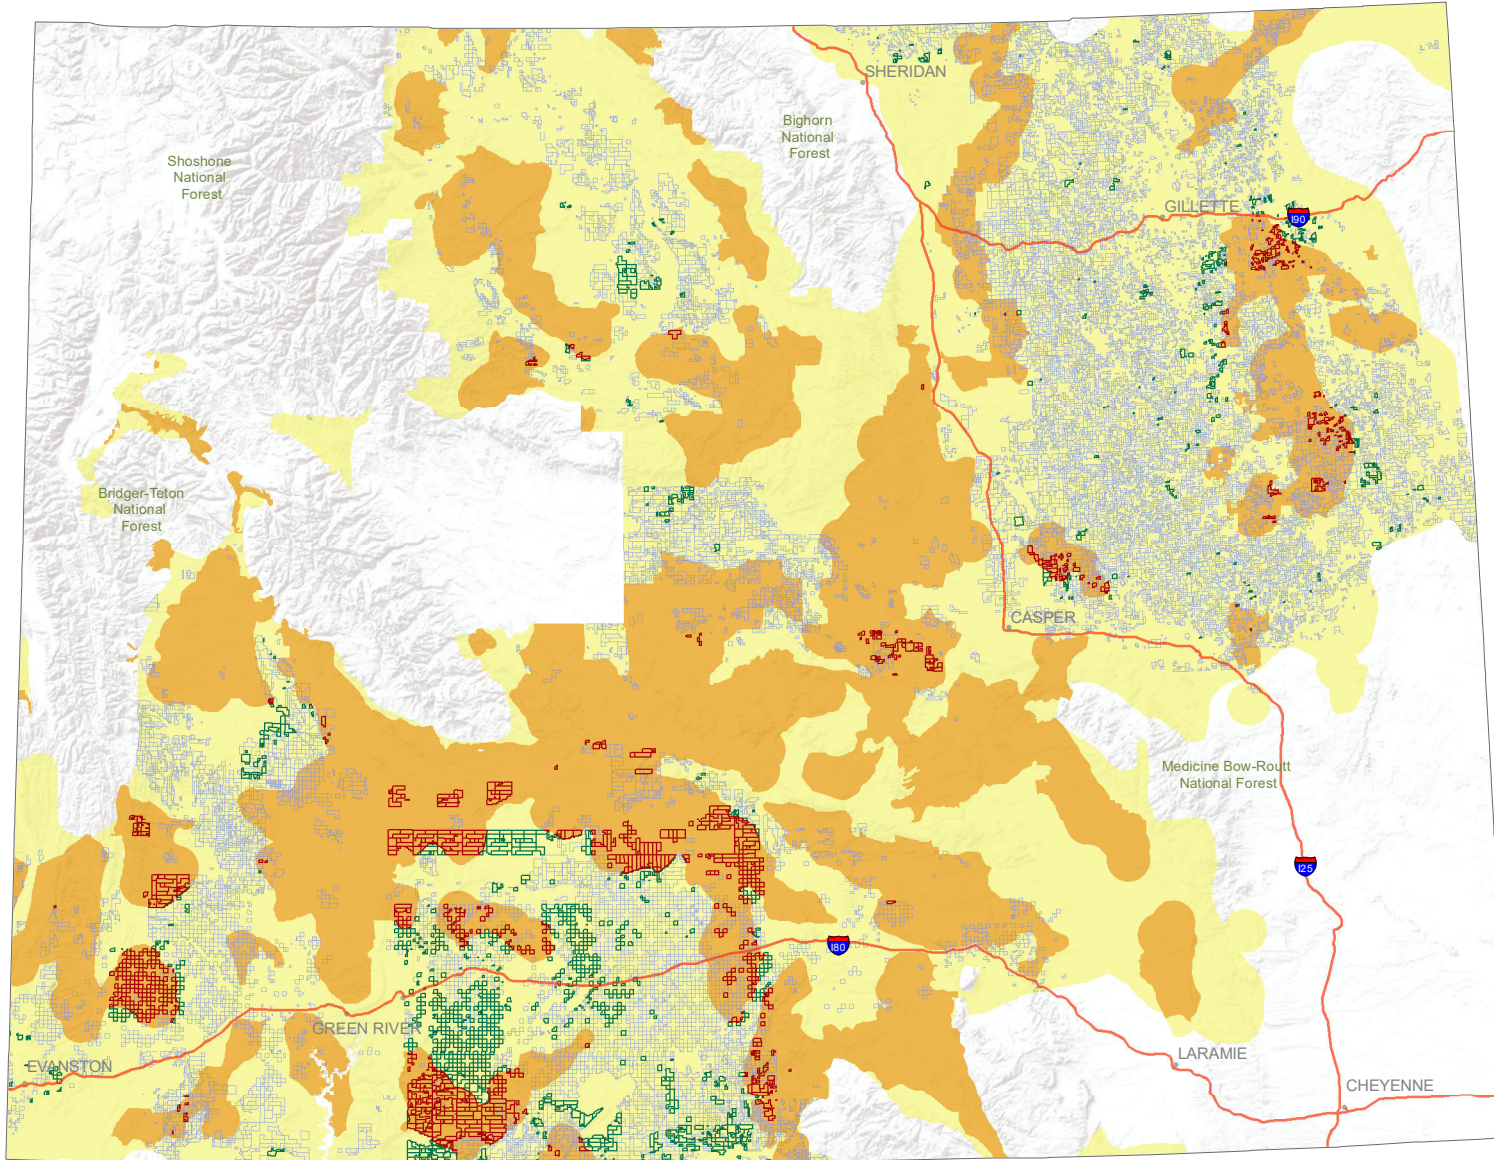 SHERIDAN
Bighorn
National
Forest
Shoshone
National
Forest
GILLETTE
I90
Bridger-Teton
National
Forest
CASPER
Medicine Bow-Routt
National Forest
I25
I80
GREEN RIVER
EVANSTON
LARAMIE
CHEYENNE